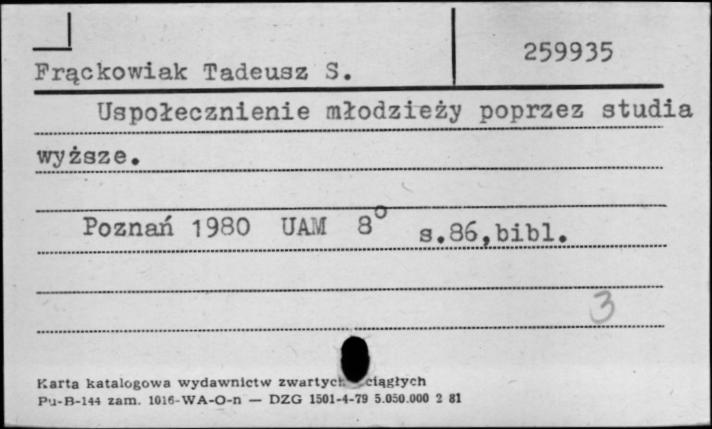 259935
Frąckowiak Tadeusz S.
Uspołecznienie młodzieży poprzez studia
wyższe.
Poznań 1980 UAM 8° s.86,bibl.
3
Karta katalogowa wydawnictw zwartych ciągłych
Pu-B-144 zam. 1016-WA-O-n — DZG 1501-4-79 5.050.000 2 81